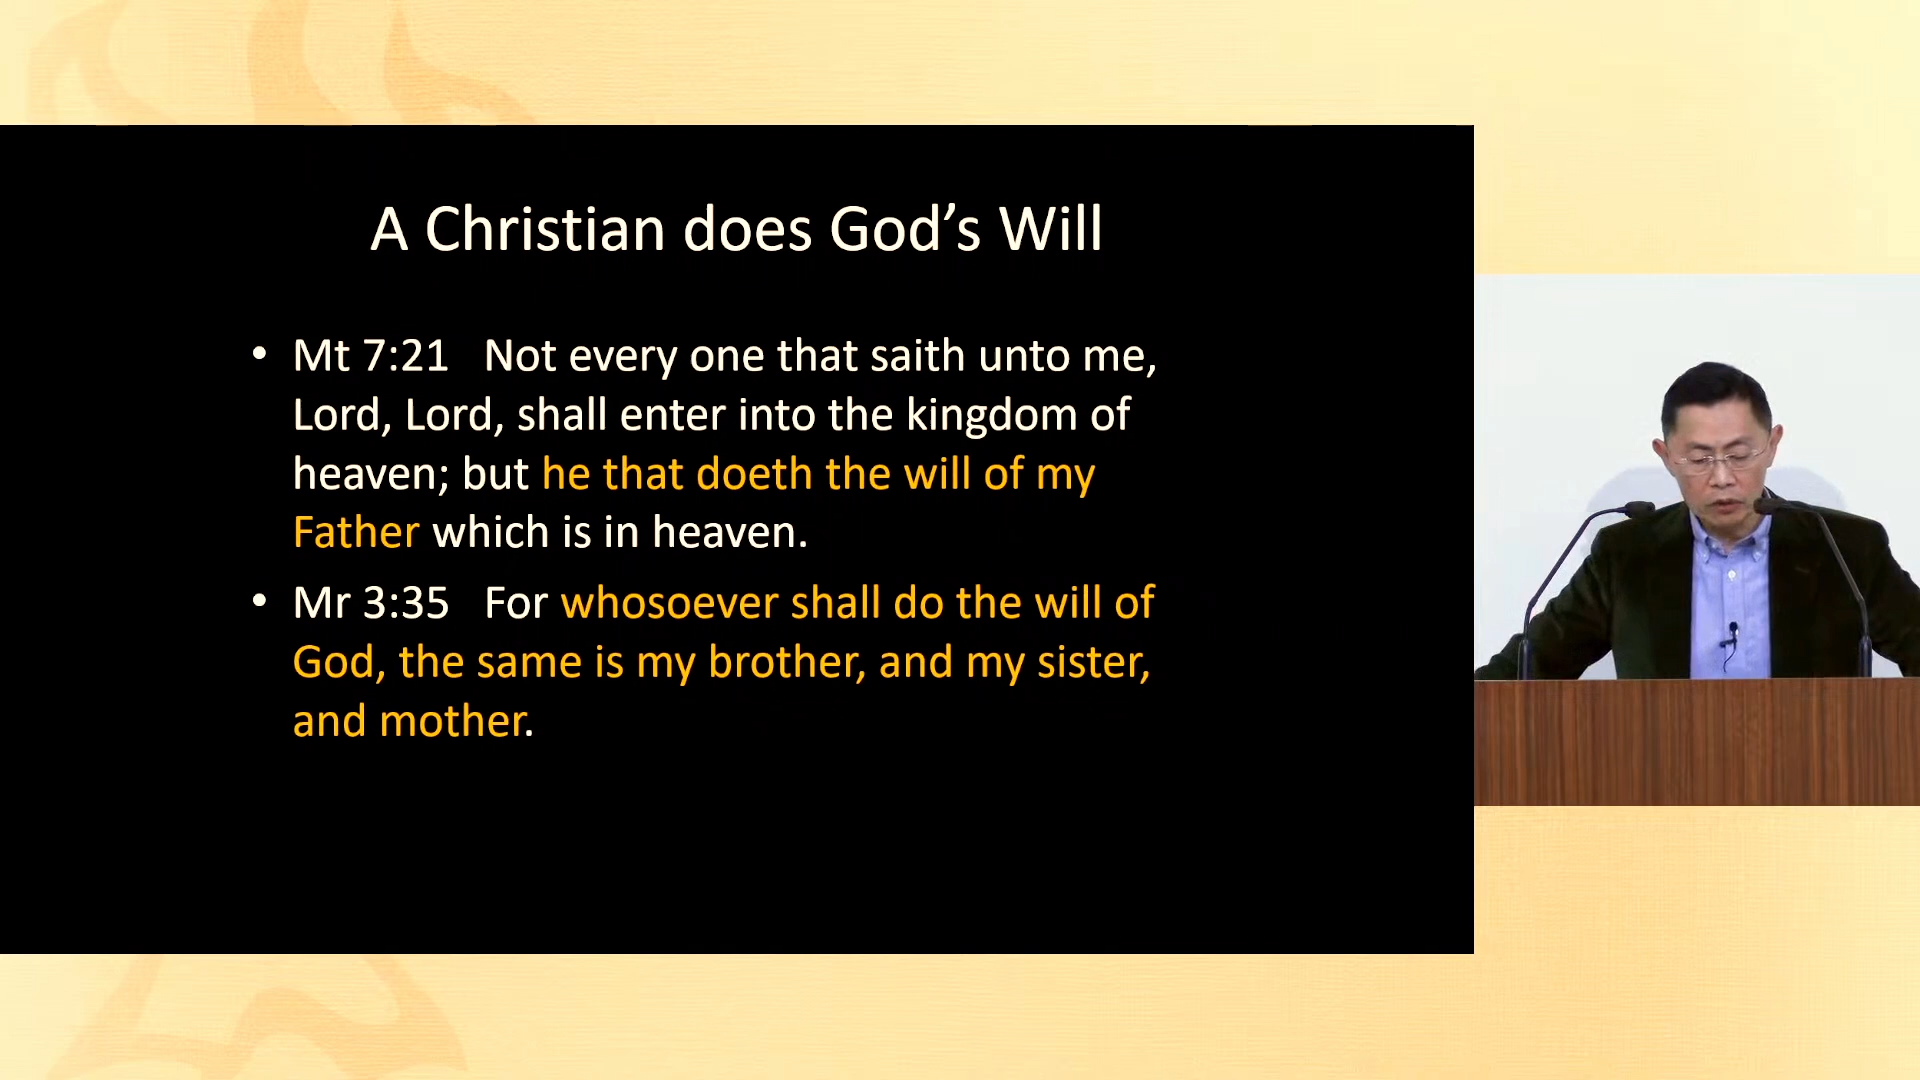 A Christian does God’s Will
• Mt 7:21 Not every one that saith unto me,
Lord, Lord, shall enter into the kingdom of
heaven; but he that doeth the will of my
Father which is in heaven.
• Mr 3:35 For whosoever shall do the will of
God, the same is my brother, and my sister,
and mother.